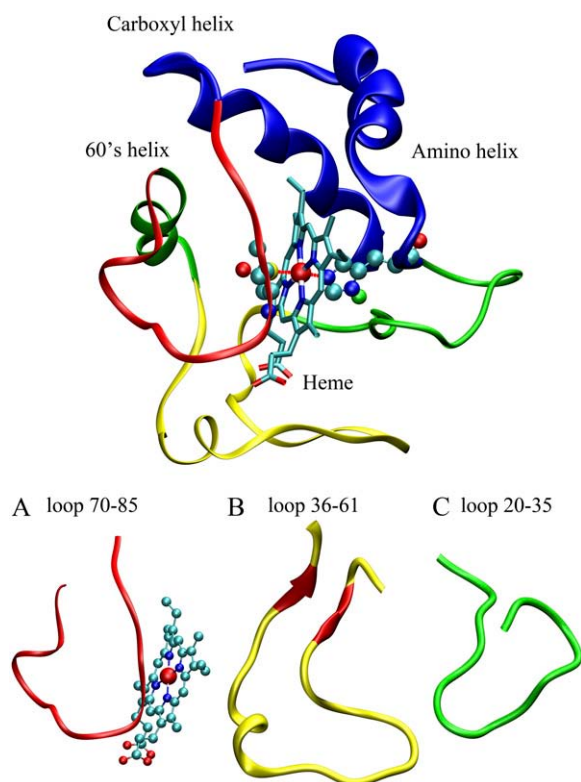 Carboxyl helix
60's helix
Amino helix
Heme
A loop 70-85
B loop 36-61
C loop 20-35